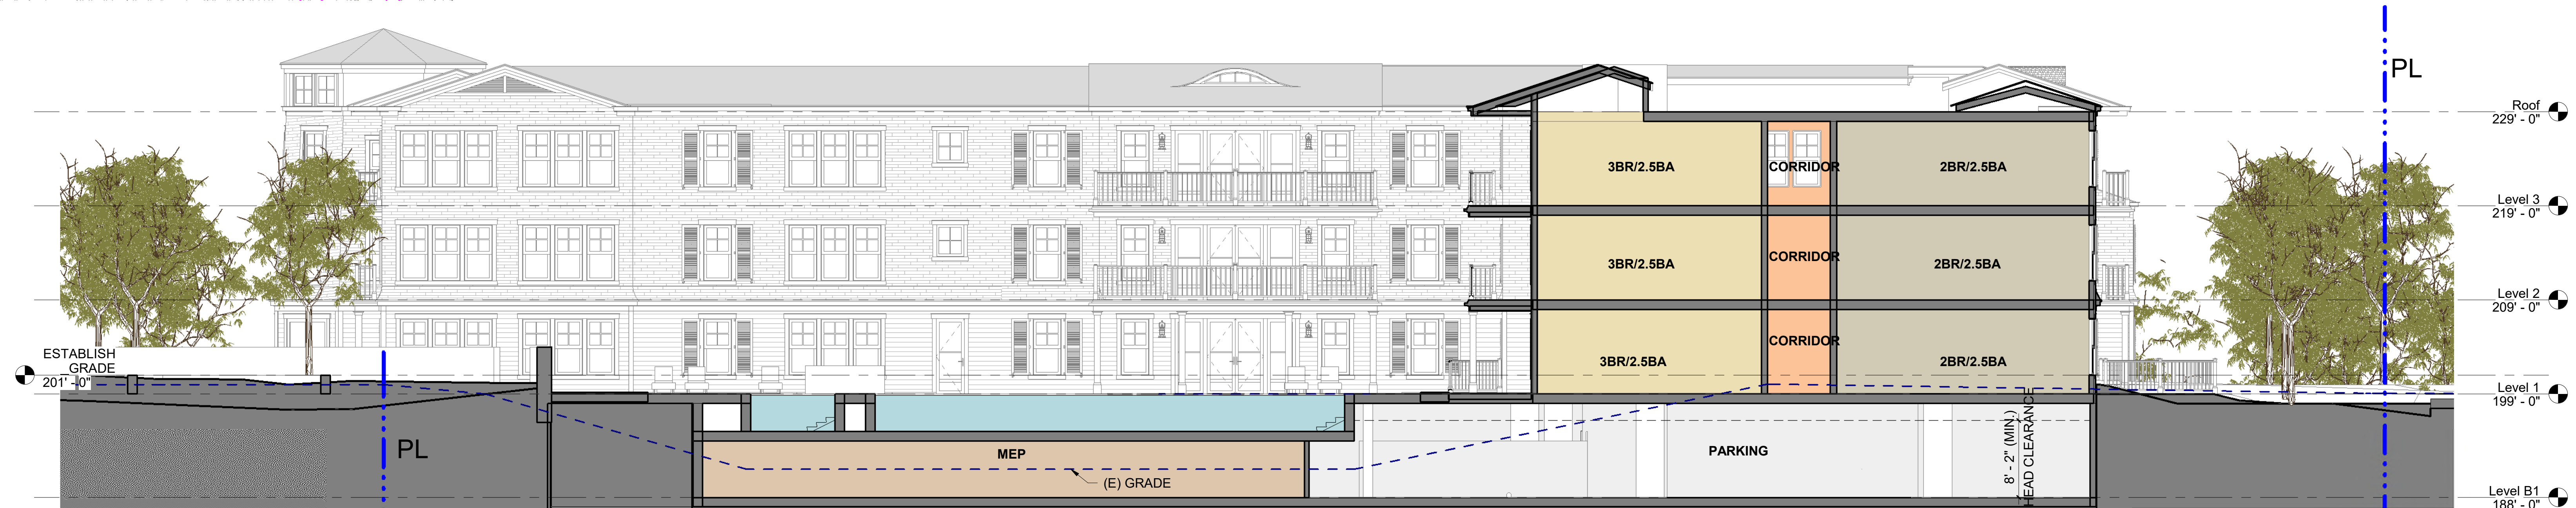 PL
Roof
229' - 0"
3BR/2.5BA
CORRIDOR
2BR/2.5BA
Level 3
219' - 0"
3BR/2.5BA
CORRIDOR
2BR/2.5BA
Level 2
209' - 0"
ESTABLISH
_GRADE
201' - 0"
3BR/2.5BA
CORRIDOR
2BR/2.5BA
Level 1
199' - 0"
PL
MEP
(E) GRADE
PARKING
8' - 2" (MIN.)
HEAD CLEARANCE
Level B1
188' - 0"